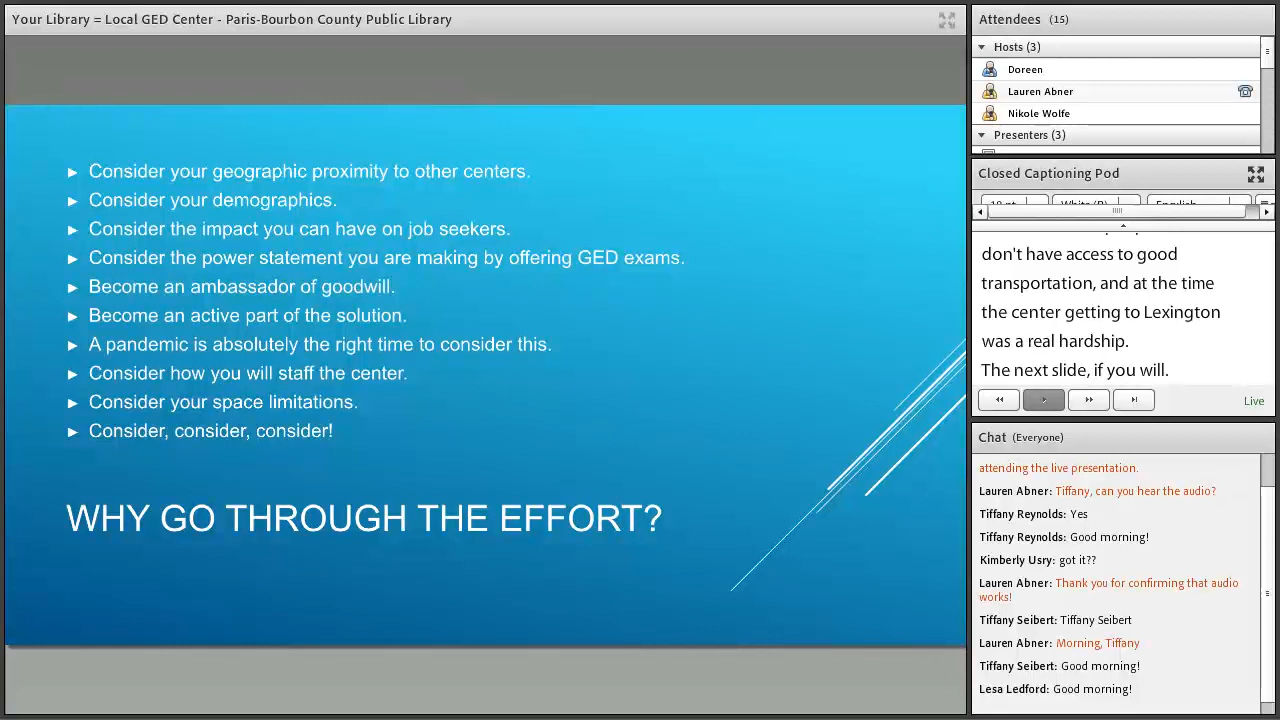 Your Library = Local GED Center - Paris-Bourbon County Public Library
Consider your geographic proximity to other centers.
Consider your demographics.
Consider the impact you can have on job seekers.
Consider the power statement you are making by offering GED exams.
Become an ambassador of goodwill.
Become an active part of the solution.
A pandemic is absolutely the right time to consider this.
Consider how you will staff the center.
Consider your space limitations.
Consider, consider, consider!
WHY GO THROUGH THE EFFORT?
Attendees (15)
Hosts (3)
Doreen
Lauren Abner
Nikole Wolfe
Presenters (3)
Closed Captioning Pod
English
don't have access to good
transportation, and at the time
the center getting to Lexington
was a real hardship.
The next slide, if you will.
Live
Chat (Everyone)
attending the live presentation.
Lauren Abner: Tiffany, can you hear the audio?
Tiffany Reynolds: Yes
Tiffany Reynolds: Good morning!
Kimberly Usry: got it??
Lauren Abner: Thank you for confirming that audio
works!
Tiffany Seibert: Tiffany Seibert
Lauren Abner: Morning, Tiffany
Tiffany Seibert: Good morning!
Lesa Ledford: Good morning!